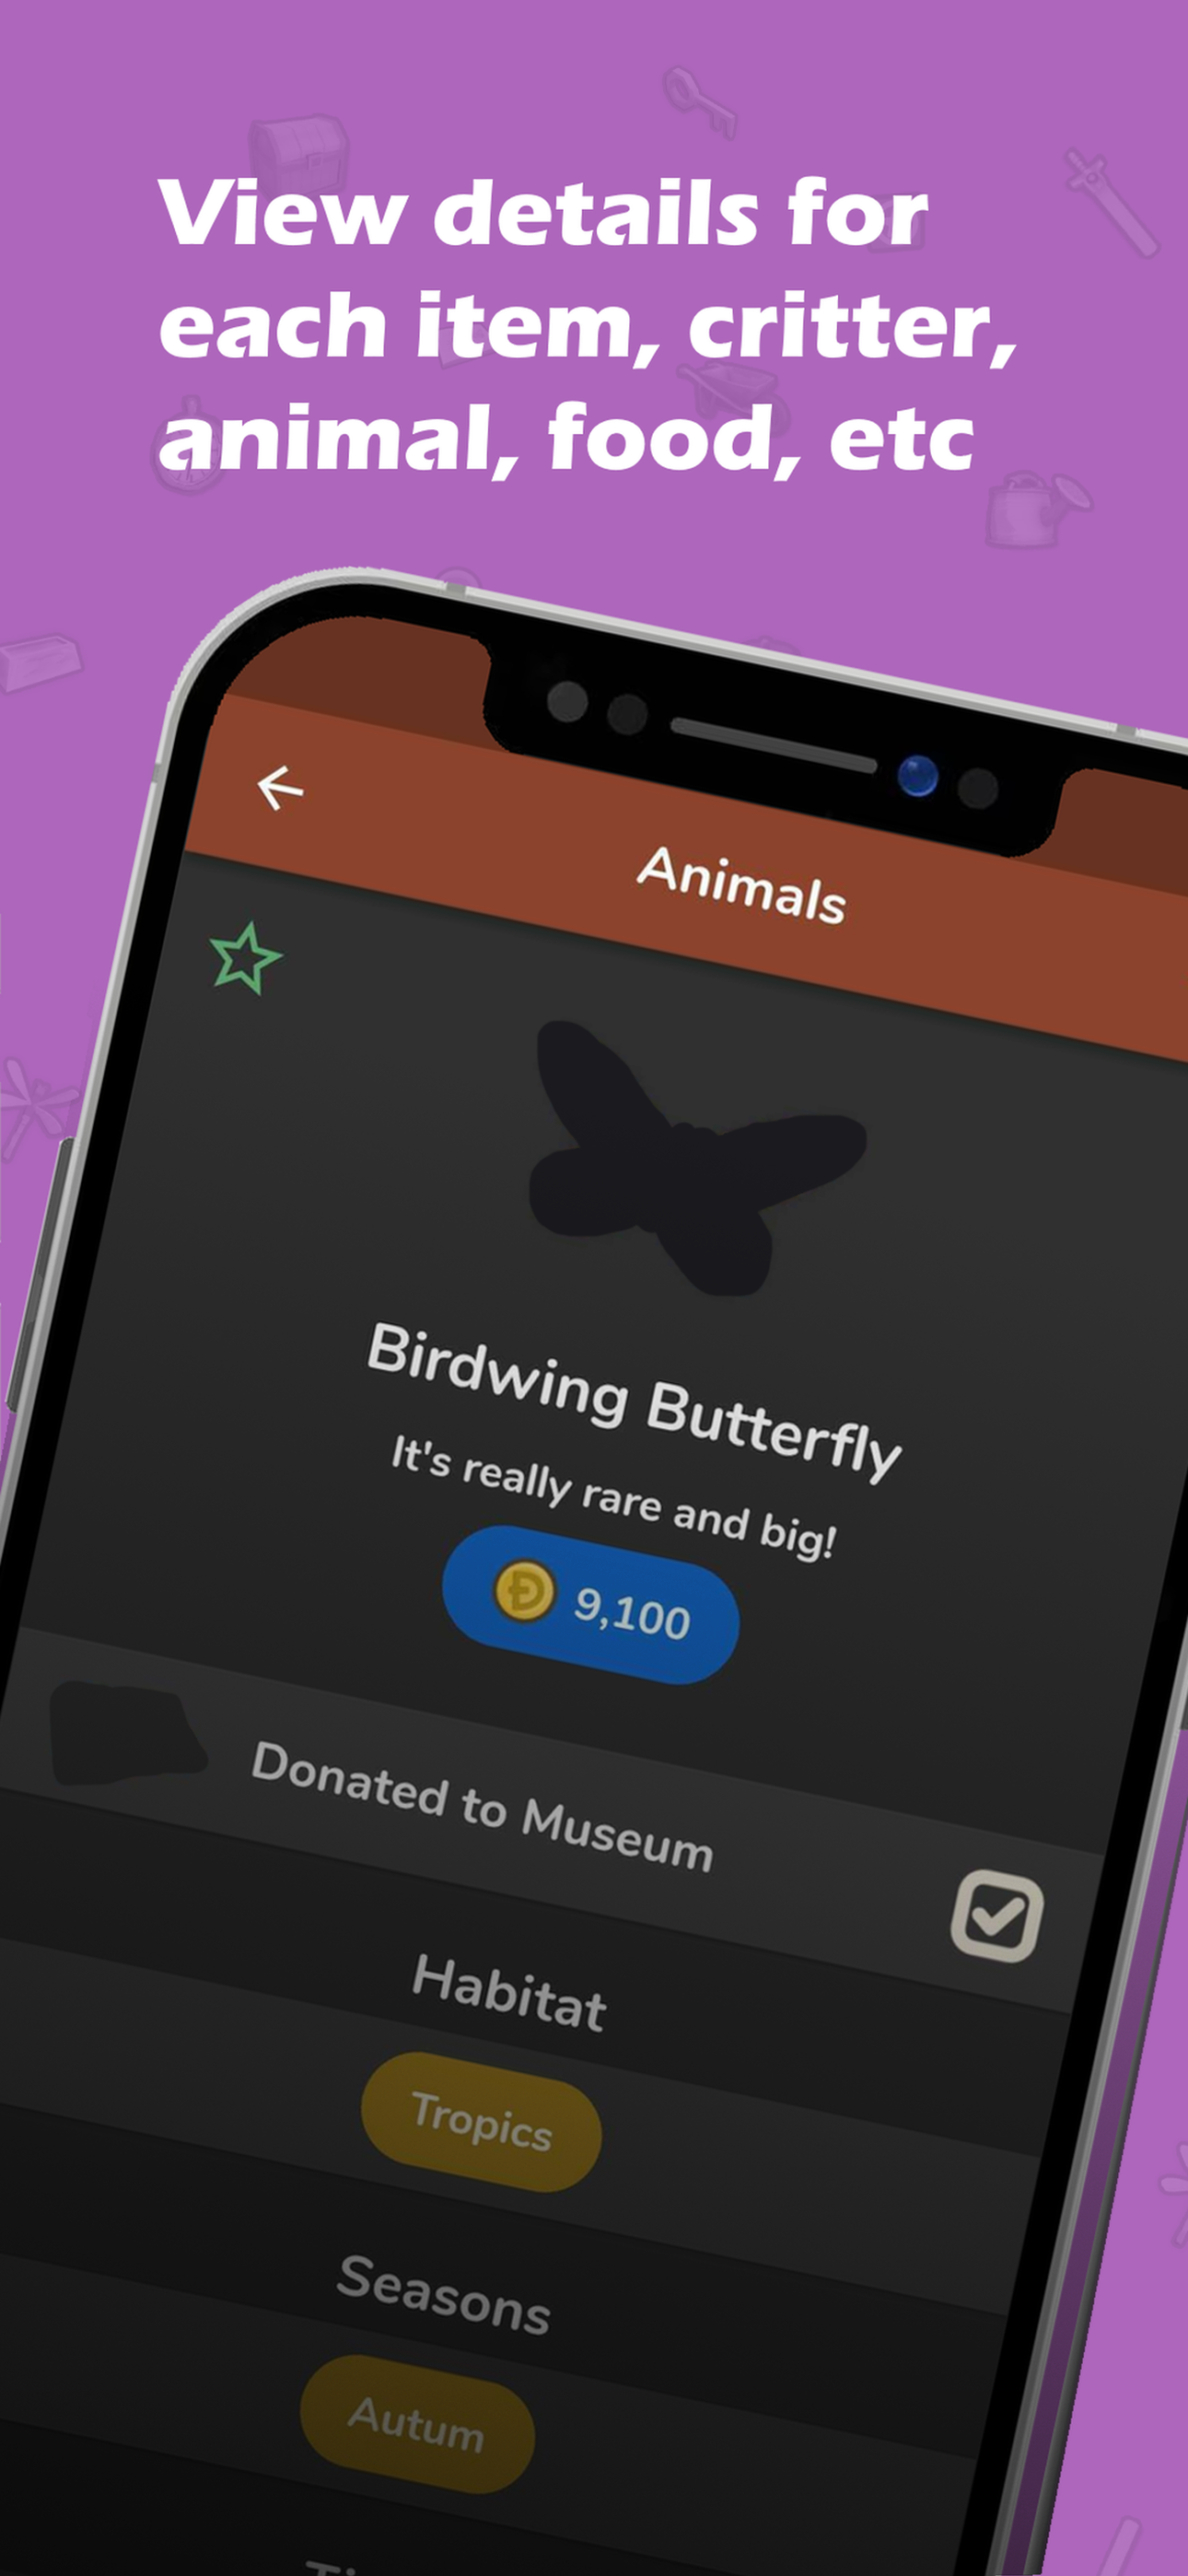 View details for
each item, critter,
animal, food, etc
Animals
Birdwing Butterfly
It's really rare and big!
9,100
Donated to Museum
Habitat
Tropics
Seasons
Autum